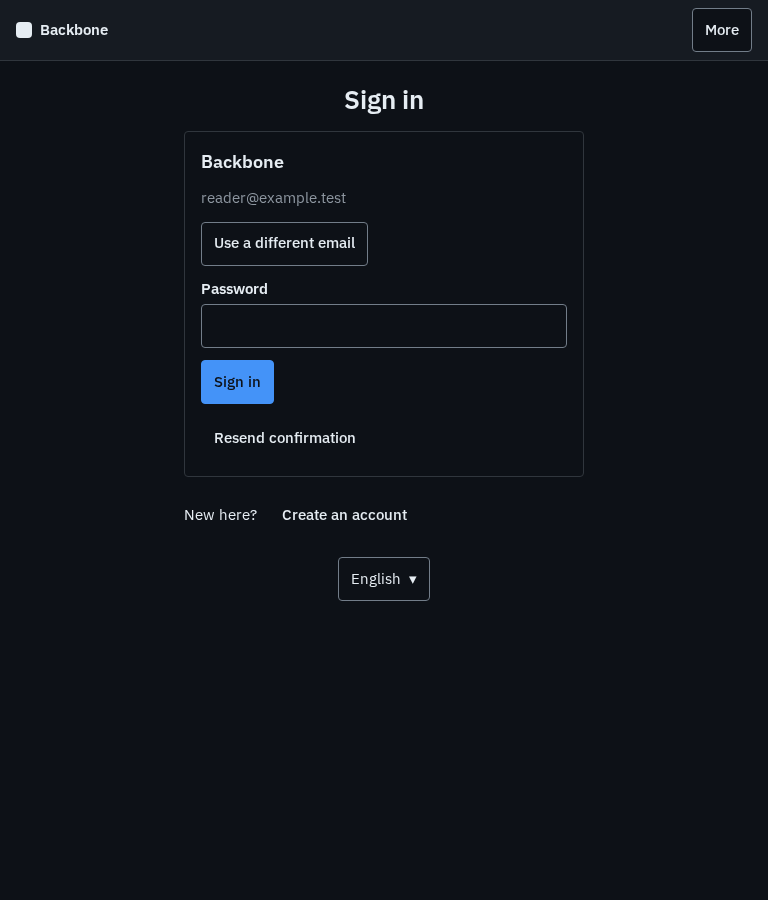 Backbone
More
Sign in
Backbone
reader@example.test
Use a different email
Password
Sign in
Resend confirmation
New here? Create an account
English ▾